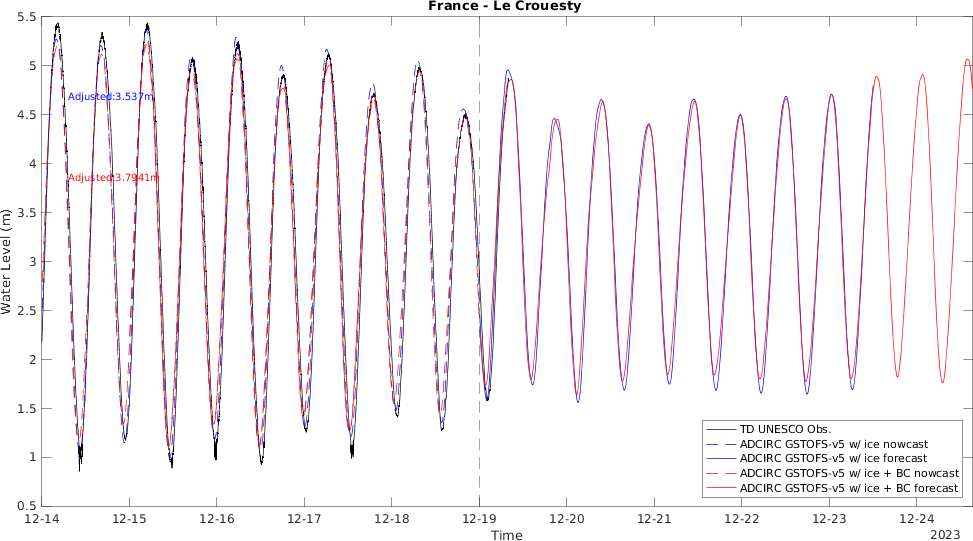 France - Le Crouesty
5.5
5
4.5
4
3.5
3
2.5
2
1.5
1
0.5
Water Level (m)
Adjusted:3.537m
Adjusted:3.7941m
TD UNESCO Obs.
ADCIRC GSTOFS-v5 w/ ice nowcast
ADCIRC GSTOFS-v5 w/ ice forecast
ADCIRC GSTOFS-v5 w/ ice + BC nowcast
ADCIRC GSTOFS-v5 w/ ice + BC forecast
12-14 12-15 12-16 12-17 12-18 12-19 12-20 12-21 12-22 12-23 12-24
Time
2023